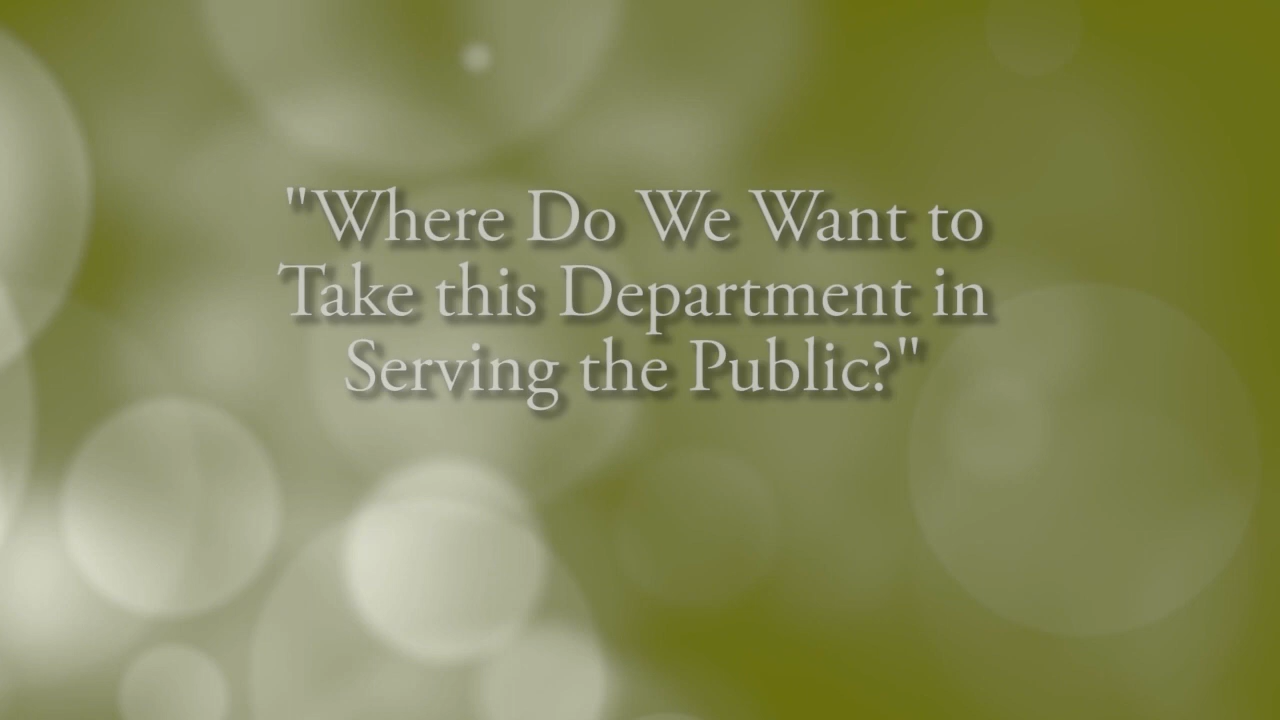 "Where Do We Want to
Take this Department in
Serving the Public?"